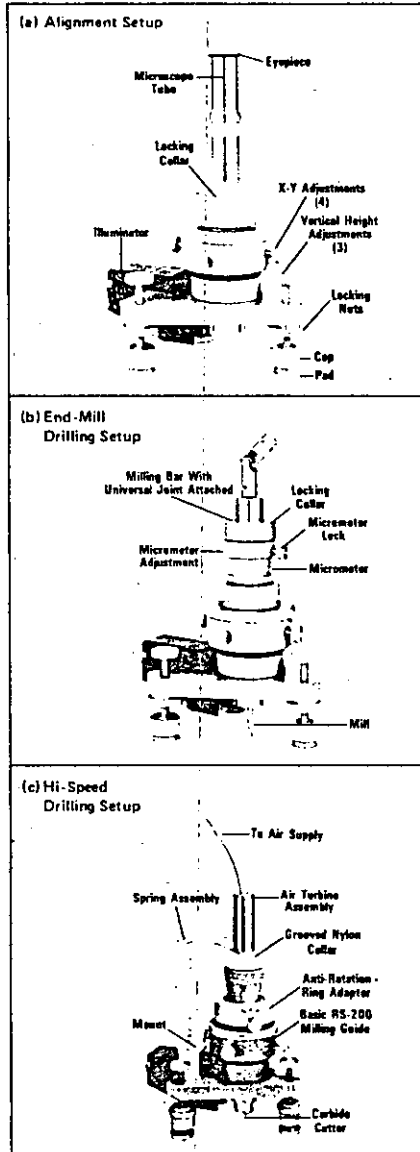 (a) Alignment Setup
Eyepiece
Microscope
Tube
Locking
Collar
X-Y Adjustments
(4)
Vertical Height
Adjustments
(3)
Illuminator
Locking
Nuts
Cap
Pad
(b) End-Mill
Drilling Setup
Milling Bar With
Universal Joint Attached
Locking
Collar
Micrometer
Lock
Micrometer
Adjustment
Micrometer
Mill
(c) Hi-Speed
Drilling Setup
To Air Supply
Spring Assembly
Air Turbine
Assembly
Grooved Nylon
Collar
Anti-Rotation
Ring Adapter
Basic RS-200
Milling Guide
Mount
Carbide
Cutter